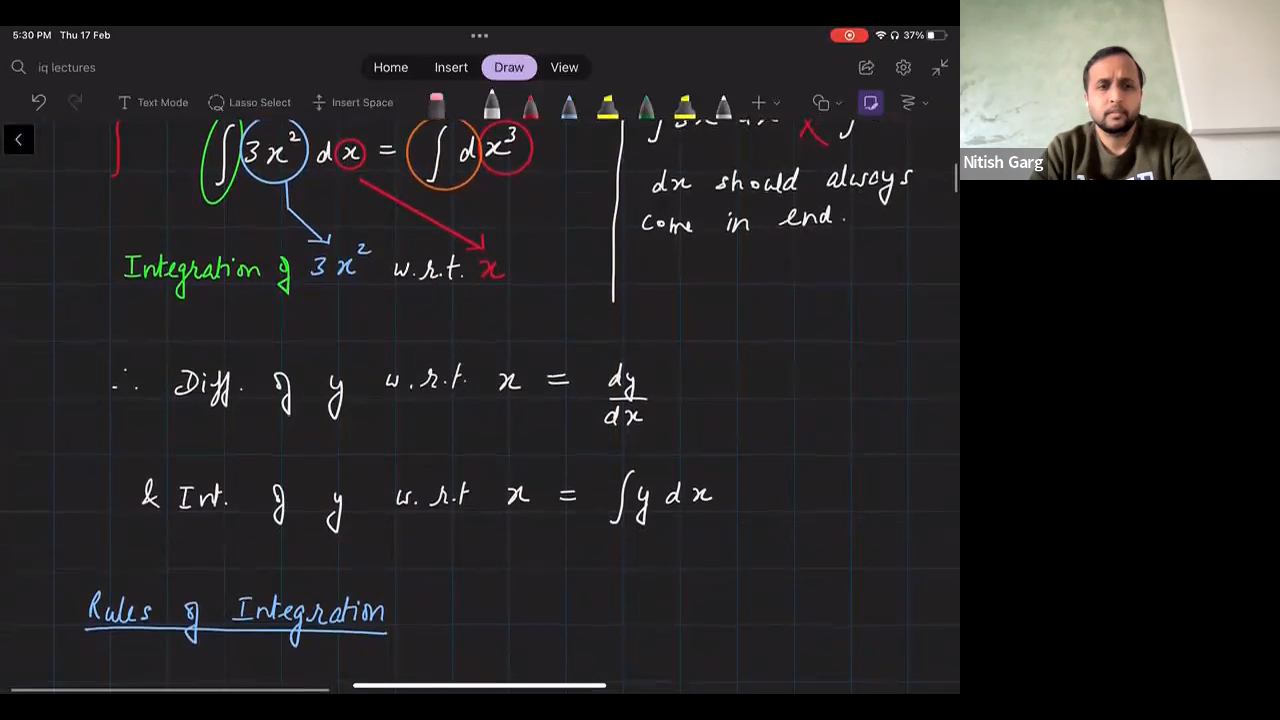 5:30 PM Thu 17 Feb
37%
iq lectures
Home Insert Draw View
Text Mode Lasso Select Insert Space
∫ 3x² dx = ∫ d x³
dx should always
come in end.
Integration of 3x² w.r.t. x
∴ Diff. of y w.r.t. x = dy/dx
& Int. of y w.r.t x = ∫y dx
Rules of Integration
Nitish Garg